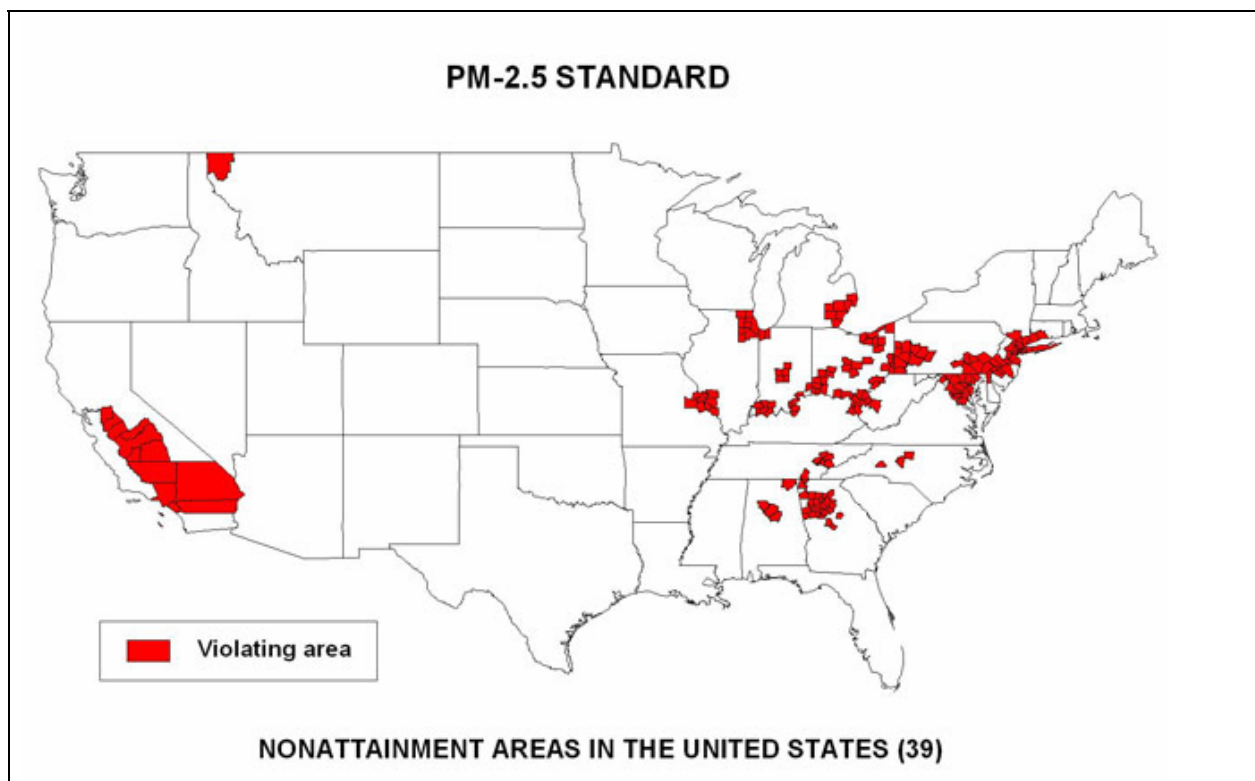 PM-2.5 STANDARD
Violating area
NONATTAINMENT AREAS IN THE UNITED STATES (39)